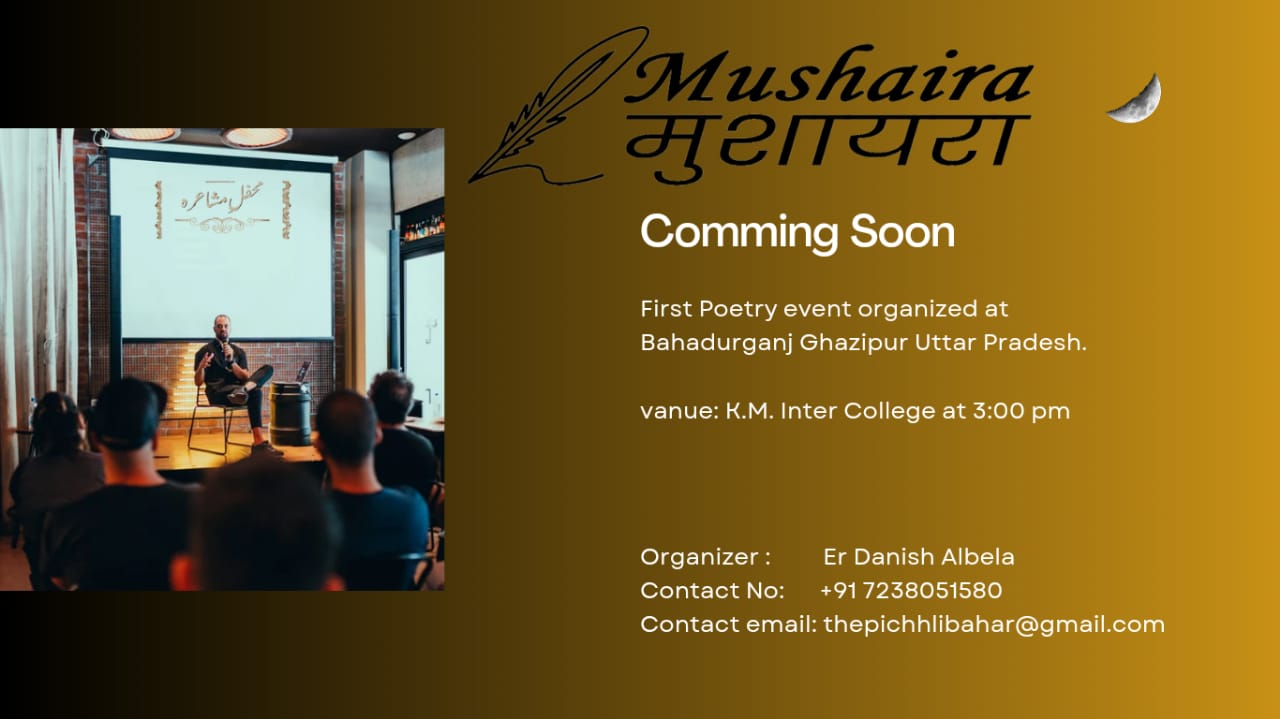 Mushaira
मुशायरा
محفل مشاعرہ
Comming Soon
First Poetry event organized at
Bahadurganj Ghazipur Uttar Pradesh.
vanue: K.M. Inter College at 3:00 pm
Organizer : Er Danish Albela
Contact No: +91 7238051580
Contact email: thepichhlibahar@gmail.com